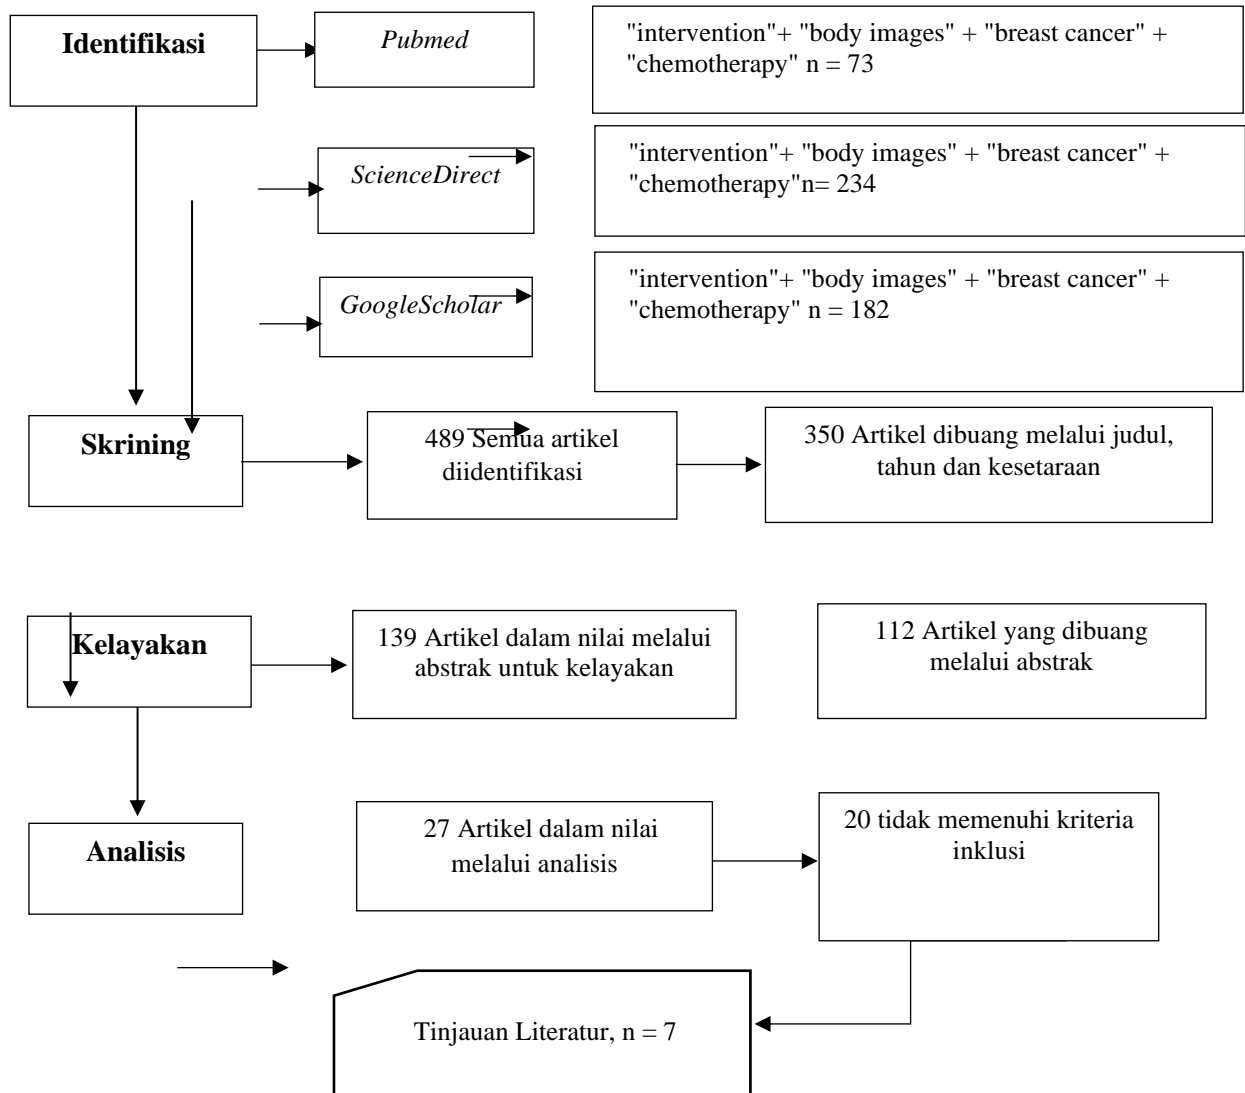 Identifikasi
Pubmed
"intervention"+ "body images" + "breast cancer" +
"chemotherapy" n = 73
ScienceDirect
"intervention"+ "body images" + "breast cancer" +
"chemotherapy"n= 234
GoogleScholar
"intervention"+ "body images" + "breast cancer" +
"chemotherapy" n = 182
Skrining
489 Semua artikel
diidentifikasi
350 Artikel dibuang melalui judul,
tahun dan kesetaraan
Kelayakan
139 Artikel dalam nilai melalui
abstrak untuk kelayakan
112 Artikel yang dibuang
melalui abstrak
Analisis
27 Artikel dalam nilai
melalui analisis
20 tidak memenuhi kriteria
inklusi
Tinjauan Literatur, n = 7